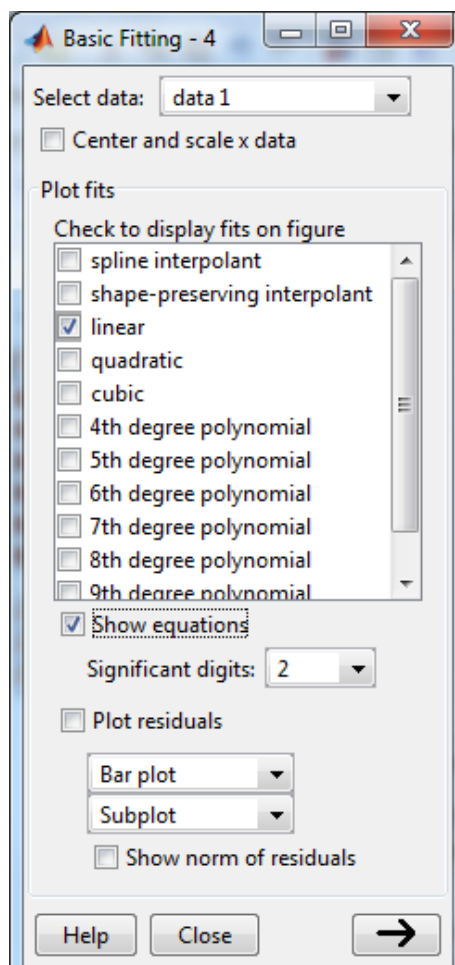 Basic Fitting - 4
Select data: data 1
Center and scale x data
Plot fits
Check to display fits on figure
spline interpolant
shape-preserving interpolant
linear
quadratic
cubic
4th degree polynomial
5th degree polynomial
6th degree polynomial
7th degree polynomial
8th degree polynomial
9th degree polynomial
Show equations
Significant digits: 2
Plot residuals
Bar plot
Subplot
Show norm of residuals
Help Close